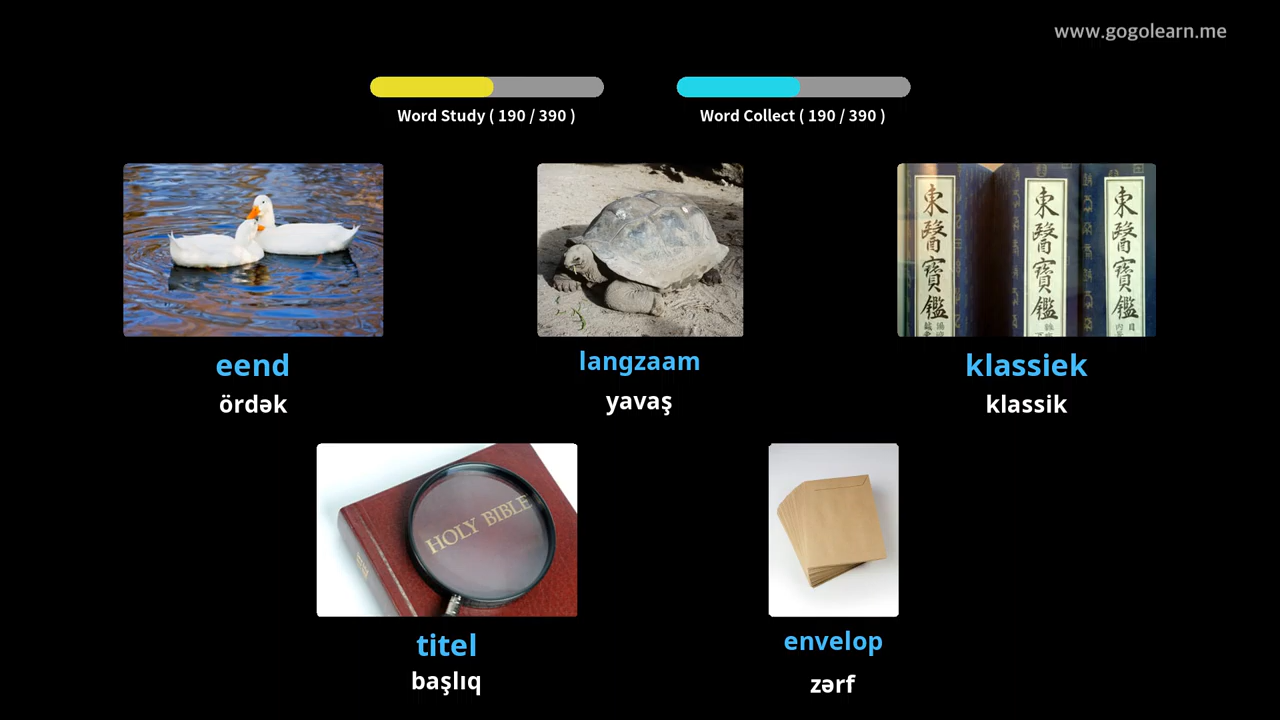 www.gogolearn.me
Word Study ( 190 / 390 )
Word Collect ( 190 / 390 )
東醫寶鑑
東醫寶鑑
東醫寶鑑
eend
ördək
langzaam
yavaş
klassiek
klassik
HOLY BIBLE
titel
başlıq
envelop
zərf